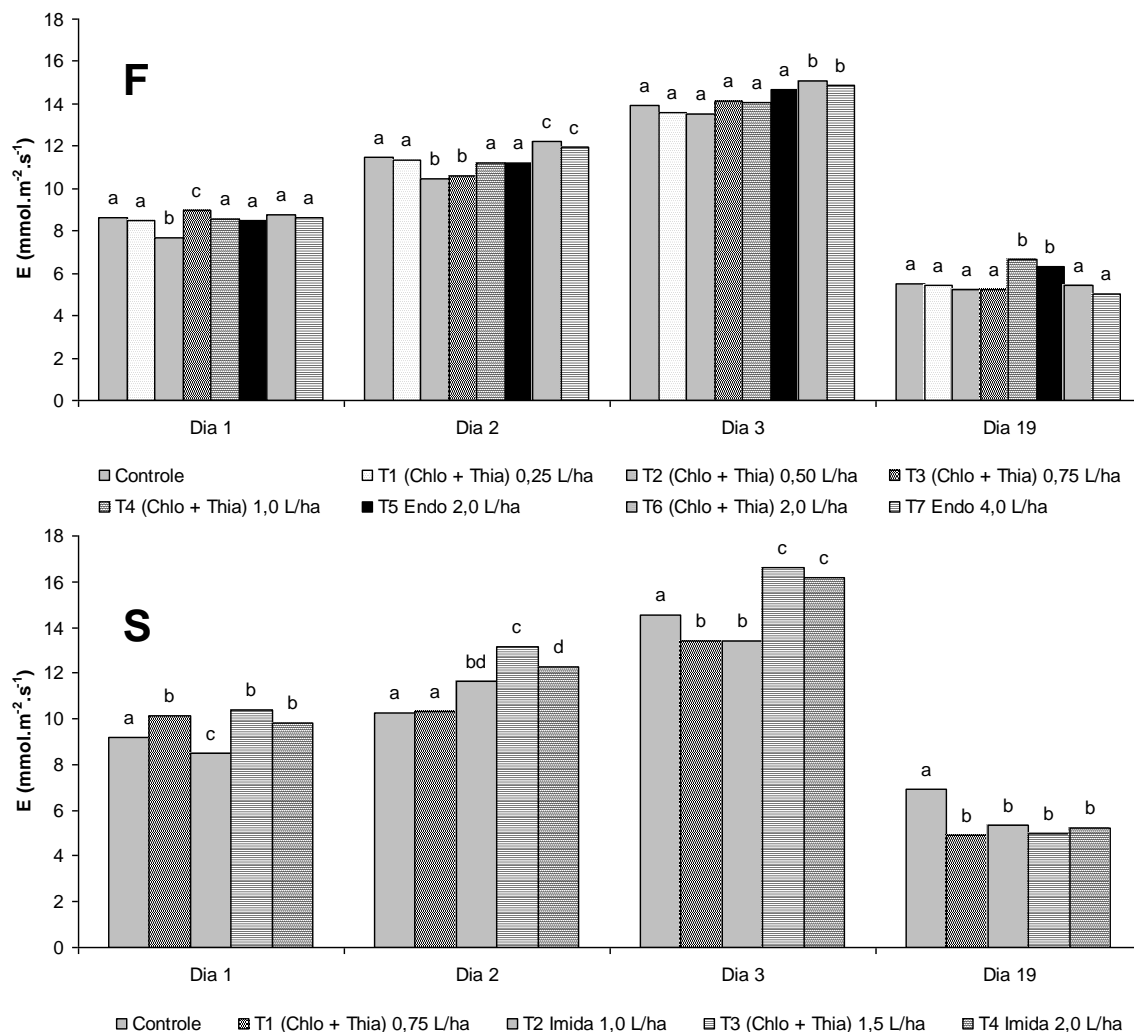 18
16
14
12
10
8
6
4
2
0
E (mmol.m⁻².s⁻¹)
F
a a b c a a a a
a a b b a a c c
a a a a a a b b
a a a a b b a a
Dia 1 Dia 2 Dia 3 Dia 19
Controle T1 (Chlo + Thia) 0,25 L/ha T2 (Chlo + Thia) 0,50 L/ha T3 (Chlo + Thia) 0,75 L/ha
T4 (Chlo + Thia) 1,0 L/ha T5 Endo 2,0 L/ha T6 (Chlo + Thia) 2,0 L/ha T7 Endo 4,0 L/ha
18
16
14
12
10
8
6
4
2
0
E (mmol.m⁻².s⁻¹)
S
a b c b b
a a bd c d
a b b c c
a b b b b
Dia 1 Dia 2 Dia 3 Dia 19
Controle T1 (Chlo + Thia) 0,75 L/ha T2 Imida 1,0 L/ha T3 (Chlo + Thia) 1,5 L/ha T4 Imida 2,0 L/ha